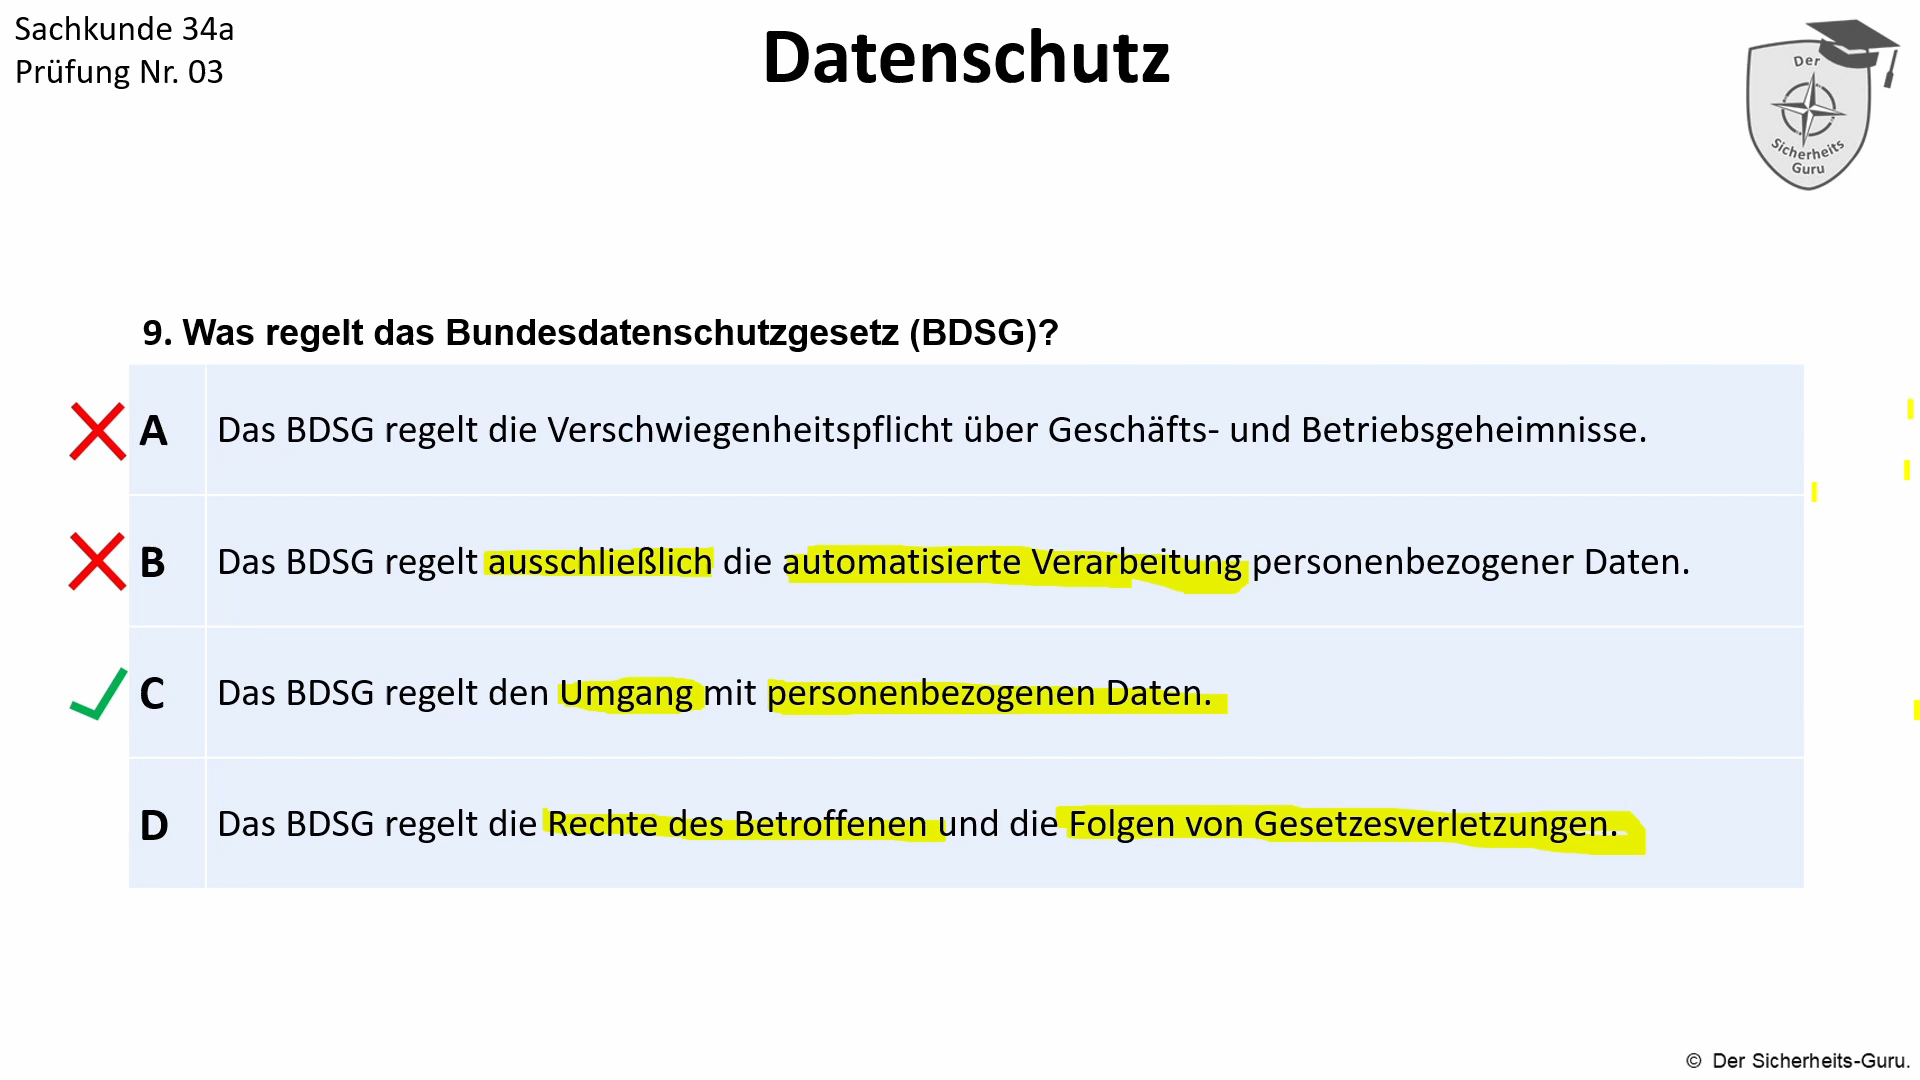 Sachkunde 34a
Prüfung Nr. 03
Datenschutz
Der
Sicherheits
Guru
9. Was regelt das Bundesdatenschutzgesetz (BDSG)?
A Das BDSG regelt die Verschwiegenheitspflicht über Geschäfts- und Betriebsgeheimnisse.
B Das BDSG regelt ausschließlich die automatisierte Verarbeitung personenbezogener Daten.
C Das BDSG regelt den Umgang mit personenbezogenen Daten.
D Das BDSG regelt die Rechte des Betroffenen und die Folgen von Gesetzesverletzungen.
© Der Sicherheits-Guru.